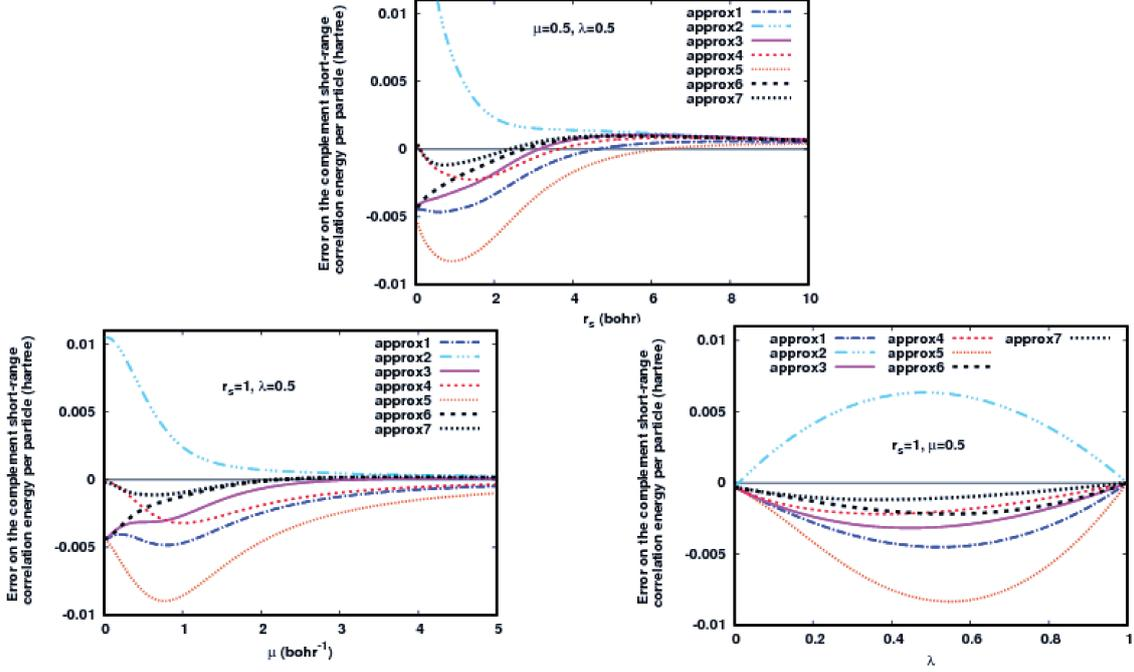 Error on the complement short-range
correlation energy per particle (hartree)
0.01
0.005
0
-0.005
-0.01
μ=0.5, λ=0.5
approx1
approx2
approx3
approx4
approx5
approx6
approx7
0 2 4 6 8 10
r_s (bohr)
Error on the complement short-range
correlation energy per particle (hartree)
0.01
0.005
0
-0.005
-0.01
r_s=1, λ=0.5
approx1
approx2
approx3
approx4
approx5
approx6
approx7
0 1 2 3 4 5
μ (bohr⁻¹)
Error on the complement short-range
correlation energy per particle (hartree)
0.01
0.005
0
-0.005
-0.01
approx1 approx4 approx7
approx2 approx5
approx3 approx6
r_s=1, μ=0.5
0 0.2 0.4 0.6 0.8 1
λ